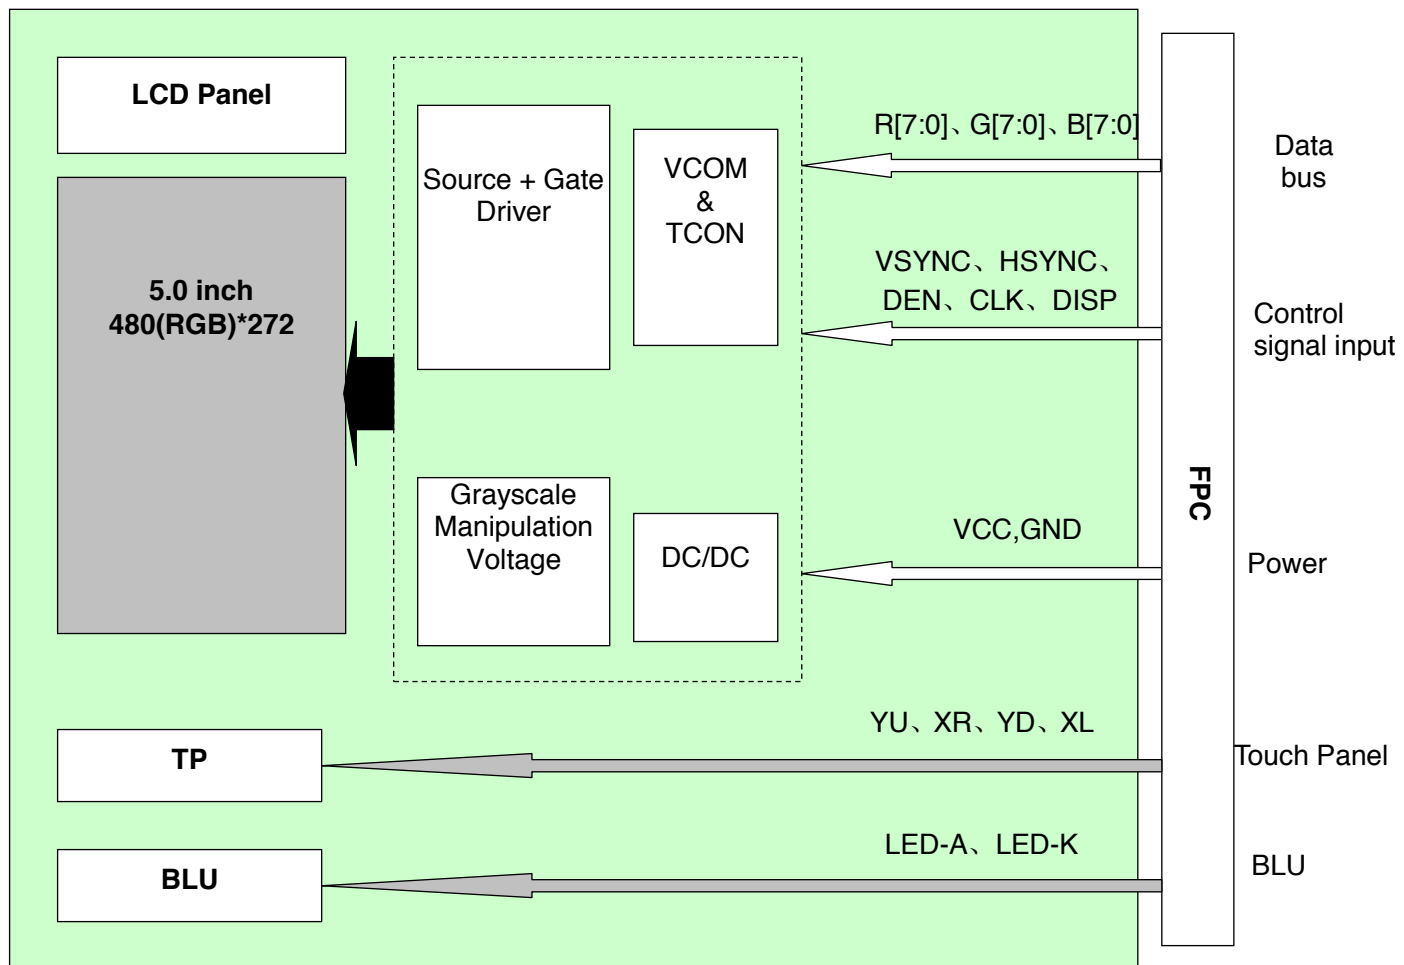 LCD Panel
5.0 inch
480(RGB)*272
Source + Gate
Driver
VCOM
&
TCON
Grayscale
Manipulation
Voltage
DC/DC
R[7:0]、G[7:0]、B[7:0]
Data
bus
VSYNC、HSYNC、
DEN、CLK、DISP
Control
signal input
FPC
VCC,GND
Power
TP
YU、XR、YD、XL
Touch Panel
BLU
LED-A、LED-K
BLU